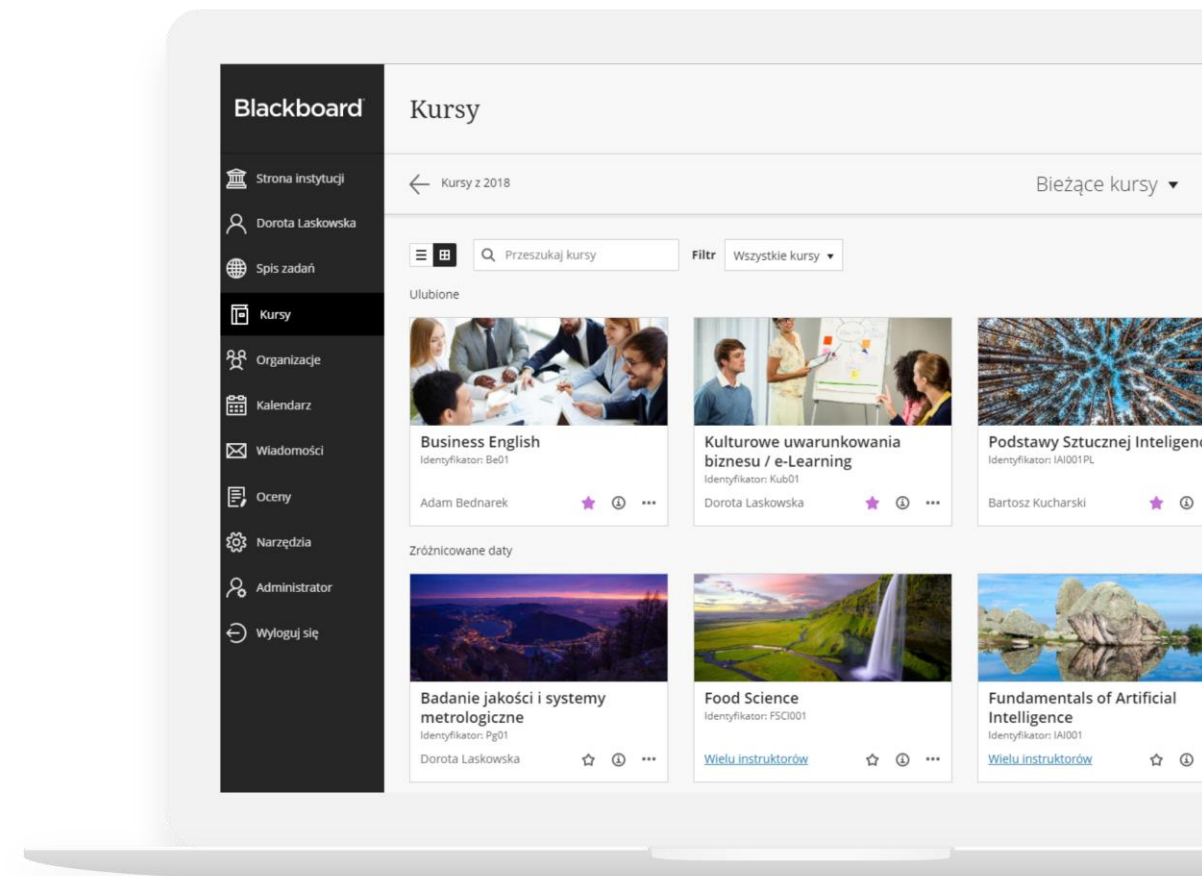 Blackboard
Kursy
Strona instytucji
Dorota Laskowska
Spis zadań
Kursy
Organizacje
Kalendarz
Wiadomości
Oceny
Narzędzia
Administrator
Wyloguj się
Kursy z 2018
Bieżące kursy
Przeszukaj kursy
Filtr
Wszystkie kursy
Ulubione
Business English
Identyfikator: Be01
Adam Bednarek
Kulturowe uwarunkowania
biznesu / e-Learning
Identyfikator: Kub01
Dorota Laskowska
Podstawy Sztucznej Inteligenc
Identyfikator: IAI001PL
Bartosz Kucharski
Zróżnicowane daty
Badanie jakości i systemy
metrologiczne
Identyfikator: Pg01
Dorota Laskowska
Food Science
Identyfikator: FSCI001
Wielu instruktorów
Fundamentals of Artificial
Intelligence
Identyfikator: IAI001
Wielu instruktorów